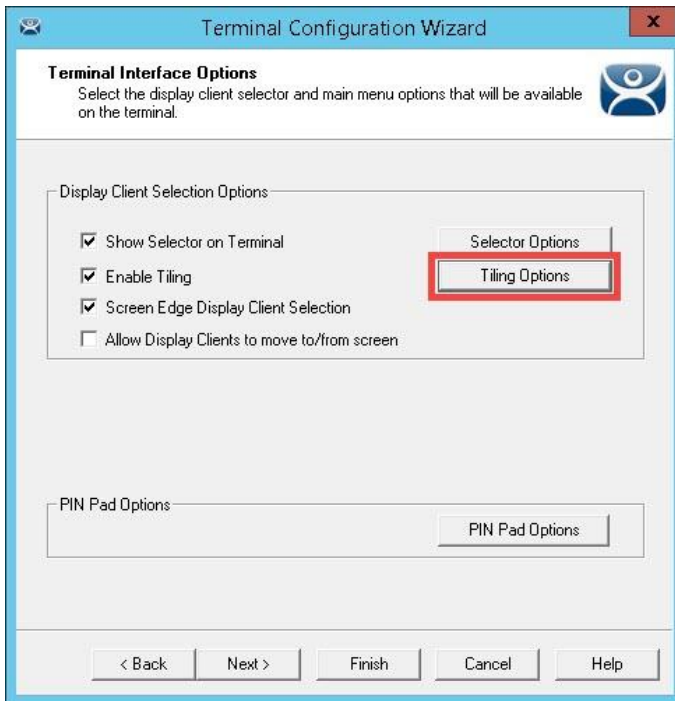 Terminal Configuration Wizard
x
Terminal Interface Options
Select the display client selector and main menu options that will be available
on the terminal.
Display Client Selection Options
Show Selector on Terminal
Selector Options
Enable Tiling
Tiling Options
Screen Edge Display Client Selection
Allow Display Clients to move to/from screen
PIN Pad Options
PIN Pad Options
< Back
Next >
Finish
Cancel
Help